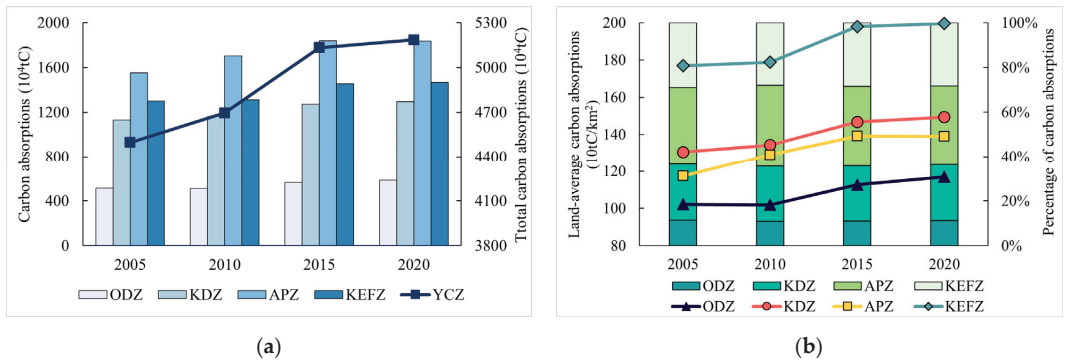 Carbon absorptions (10⁴tC)
2000
1600
1200
800
400
0
5300
5000
4700
4400
4100
3800
Ttotal carbon absorptions (10⁴tC)
2005 2010 2015 2020
ODZ KDZ APZ KEFZ YCZ
(a)
Land-average carbon absorptions
(10tC/km²)
200
180
160
140
120
100
80
100%
80%
60%
40%
20%
0%
Percentage of carbon absorptions
2005 2010 2015 2020
ODZ KDZ APZ KEFZ
ODZ KDZ APZ KEFZ
(b)